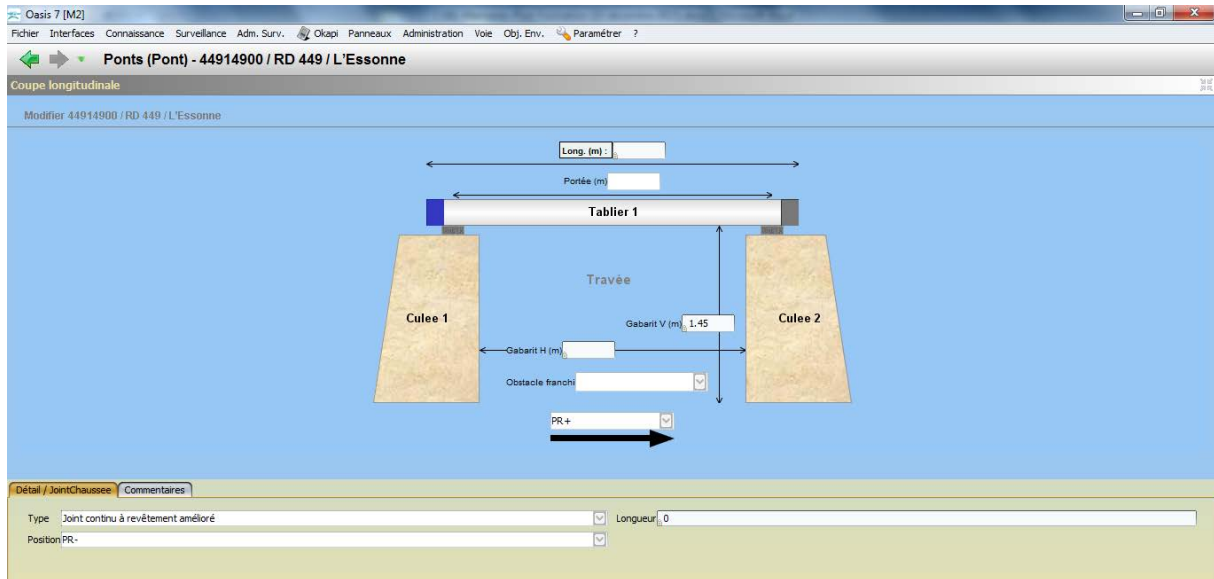 Oasis 7 [M2]
Fichier Interfaces Connaissance Surveillance Adm. Surv. Okapi Panneaux Administration Voie Obj. Env. Paramétrer ?
Ponts (Pont) - 44914900 / RD 449 / L'Essonne
Coupe longitudinale
Modifier 44914900 / RD 449 / L'Essonne
Long. (m) :
Portée (m)
Tablier 1
Travée
Culee 1
Gabarit V (m) 1.45
Culee 2
Gabarit H (m)
Obstacle franchi
PR+
Détail / JointChaussee Commentaires
Type Joint continu à revêtement amélioré Longueur 0
Position PR-